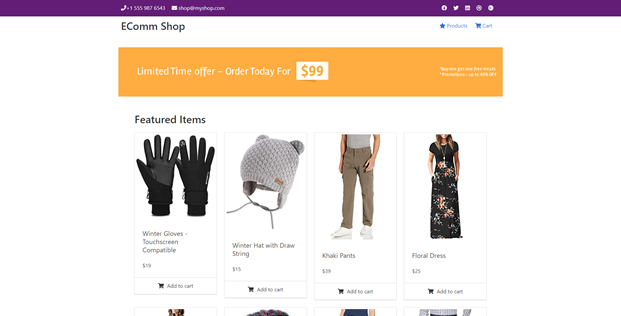 +1 555 987 6543 shop@myshop.com
EComm Shop
Products Cart
Limited Time offer – Order Today For $99
*Buy one get one free deals
*Promotions - up to 60% OFF
Featured Items
Winter Gloves -
Touchscreen
Compatible
$19
Add to cart
Winter Hat with Draw
String
$15
Add to cart
Khaki Pants
$39
Add to cart
Floral Dress
$25
Add to cart